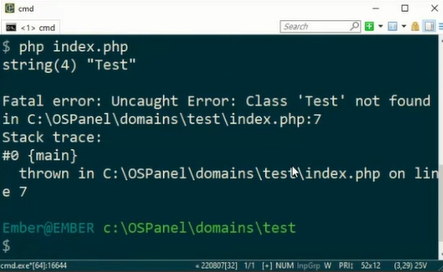 cmd
<1> cmd
Search
$ php index.php
string(4) "Test"
Fatal error: Uncaught Error: Class 'Test' not found
in C:\OSPanel\domains\test\index.php:7
Stack trace:
#0 {main}
thrown in C:\OSPanel\domains\test\index.php on lin
e 7
Ember@EMBER c:\OSPanel\domains\test
$
cmd.exe*[64]:16644 « 220807[32] 1/1 [+] NUM InpGrp W PRI: 52x12 (3,29) 25V